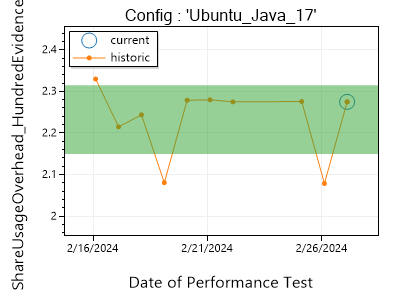 Config : 'Ubuntu_Java_17'
ShareUsageOverhead_HundredEvidence
current
historic
2.4
2.3
2.2
2.1
2
2/16/2024
2/21/2024
2/26/2024
Date of Performance Test